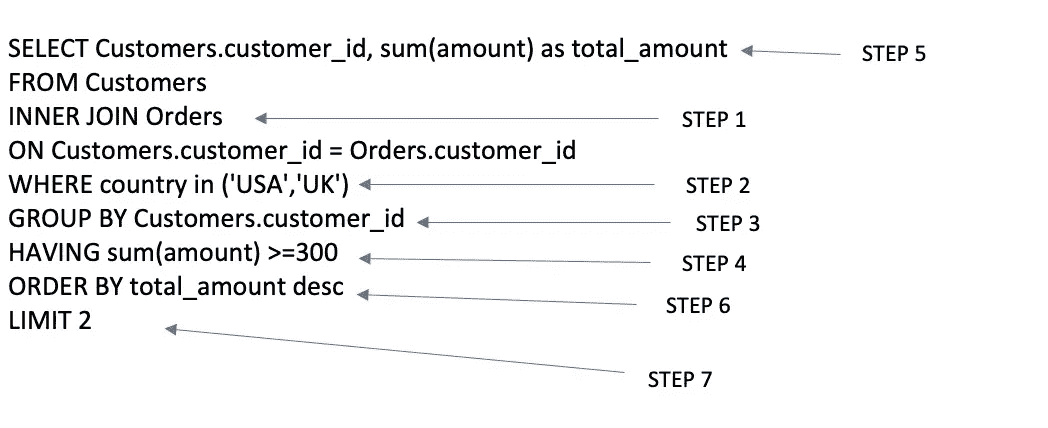 SELECT Customers.customer_id, sum(amount) as total_amount STEP 5
FROM Customers
INNER JOIN Orders STEP 1
ON Customers.customer_id = Orders.customer_id
WHERE country in ('USA','UK') STEP 2
GROUP BY Customers.customer_id STEP 3
HAVING sum(amount) >=300 STEP 4
ORDER BY total_amount desc STEP 6
LIMIT 2
STEP 7